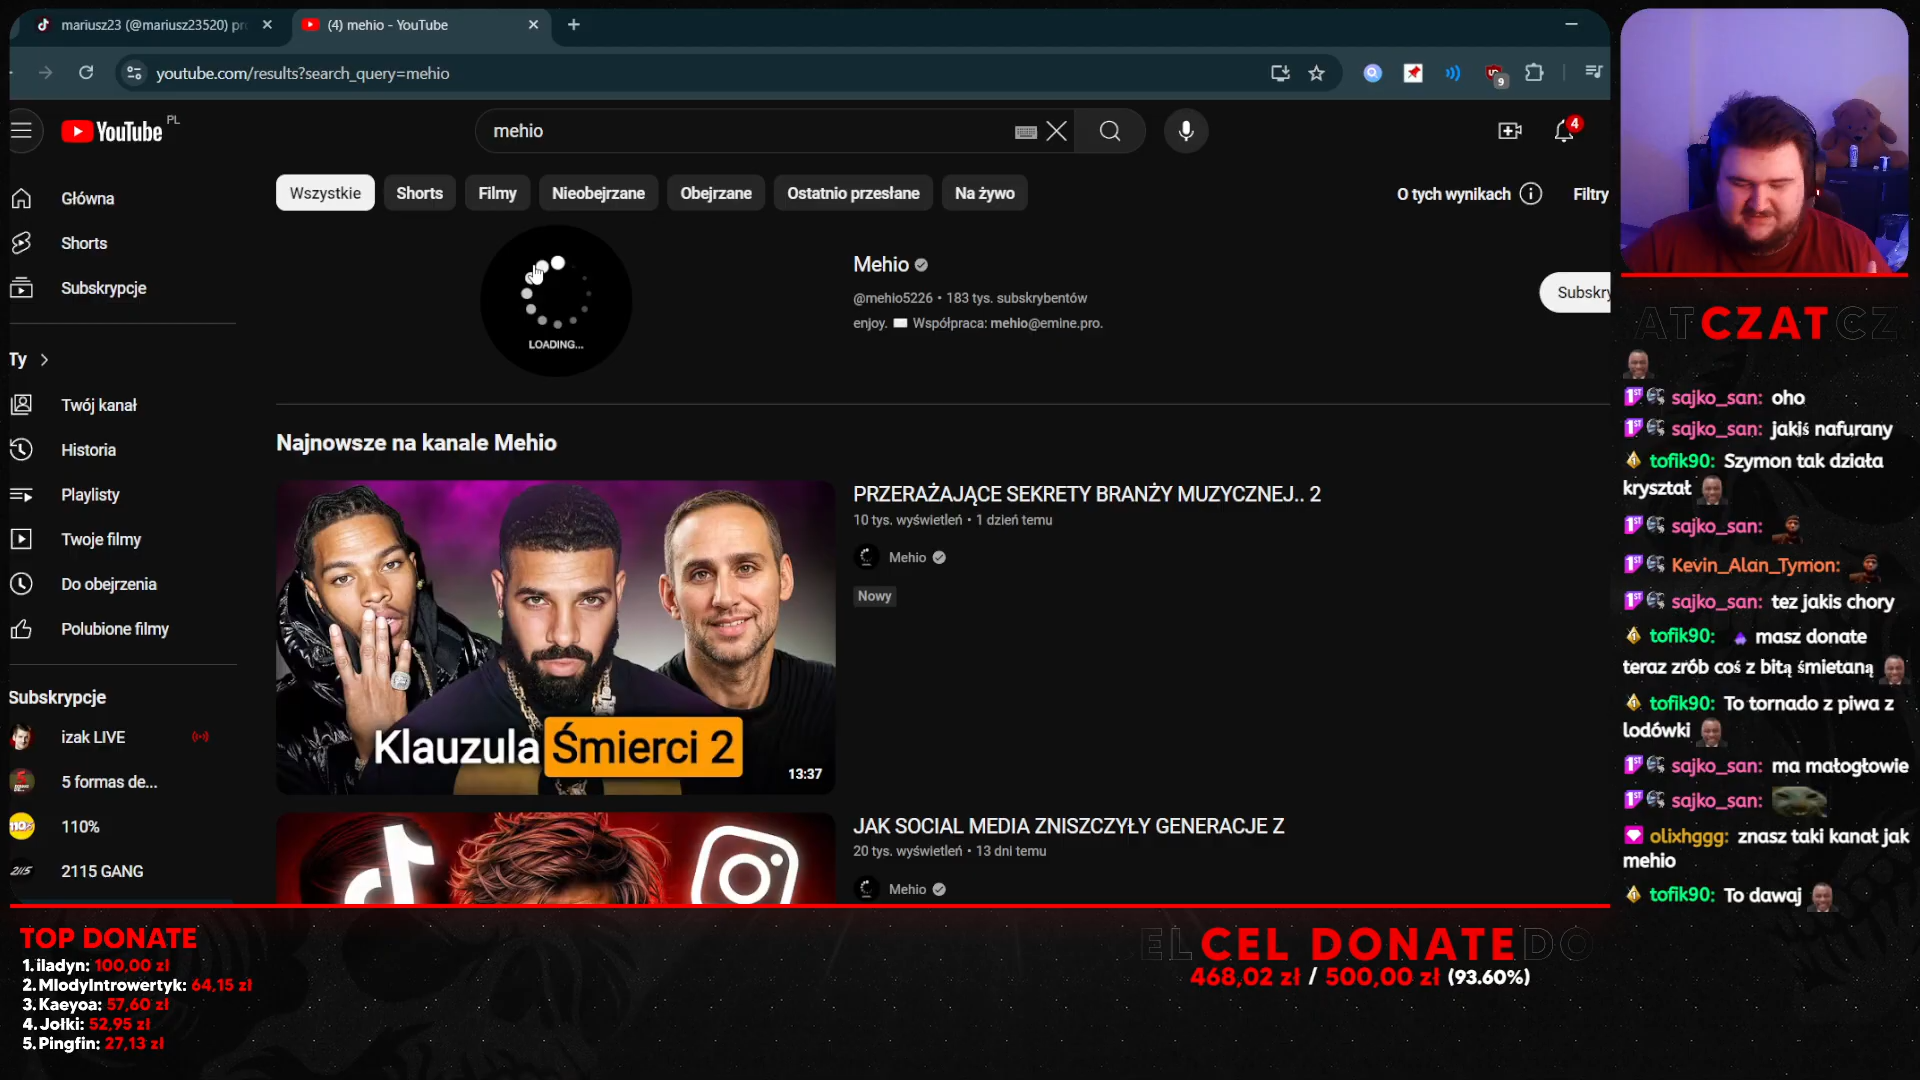 mariusz23 (@mariusz23520) pr
(4) mehio - YouTube
youtube.com/results?search_query=mehio
9
YouTube PL
mehio
4
Wszystkie
Shorts
Filmy
Nieobejrzane
Obejrzane
Ostatnio przesłane
Na żywo
O tych wynikach
Filtry
Główna
Shorts
Subskrypcje
Ty
Twój kanał
Historia
Playlisty
Twoje filmy
Do obejrzenia
Polubione filmy
Subskrypcje
izak LIVE
5 formas de...
110%
2115 GANG
LOADING...
Mehio
@mehio5226 • 183 tys. subskrybentów
enjoy. ✉ Współpraca: mehio@emine.pro.
Subskry
Najnowsze na kanale Mehio
Klauzula Śmierci 2
13:37
PRZERAŻAJĄCE SEKRETY BRANŻY MUZYCZNEJ.. 2
10 tys. wyświetleń • 1 dzień temu
Mehio
Nowy
JAK SOCIAL MEDIA ZNISZCZYŁY GENERACJE Z
20 tys. wyświetleń • 13 dni temu
Mehio
AT CZAT CZ
sajko_san: oho
sajko_san: jakiś nafurany
tofik90: Szymon tak działa
kryształ
sajko_san:
Kevin_Alan_Tymon:
sajko_san: tez jakis chory
tofik90: masz donate
teraz zrób coś z bitą śmietaną
tofik90: To tornado z piwa z
lodówki
sajko_san: ma małogłowie
sajko_san:
olixhggg: znasz taki kanał jak
mehio
tofik90: To dawaj
TOP DONATE
1. iladyn: 100,00 zł
2. MlodyIntrowertyk: 64,15 zł
3. Kaeyoa: 57,60 zł
4. Jołki: 52,95 zł
5. Pingfin: 27,13 zł
EL CEL DONATE DO
468,02 zł / 500,00 zł (93.60%)